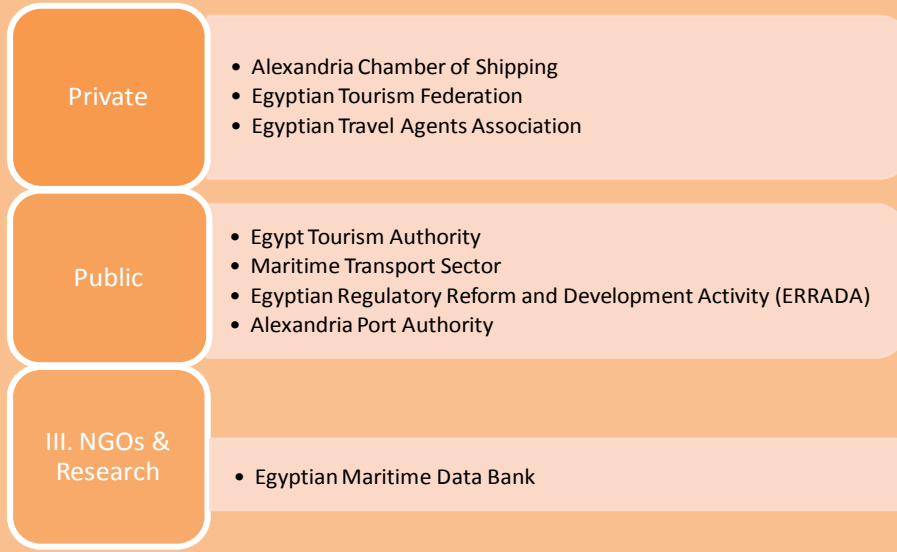 Private
• Alexandria Chamber of Shipping
• Egyptian Tourism Federation
• Egyptian Travel Agents Association
Public
• Egypt Tourism Authority
• Maritime Transport Sector
• Egyptian Regulatory Reform and Development Activity (ERRADA)
• Alexandria Port Authority
III. NGOs &
Research
• Egyptian Maritime Data Bank